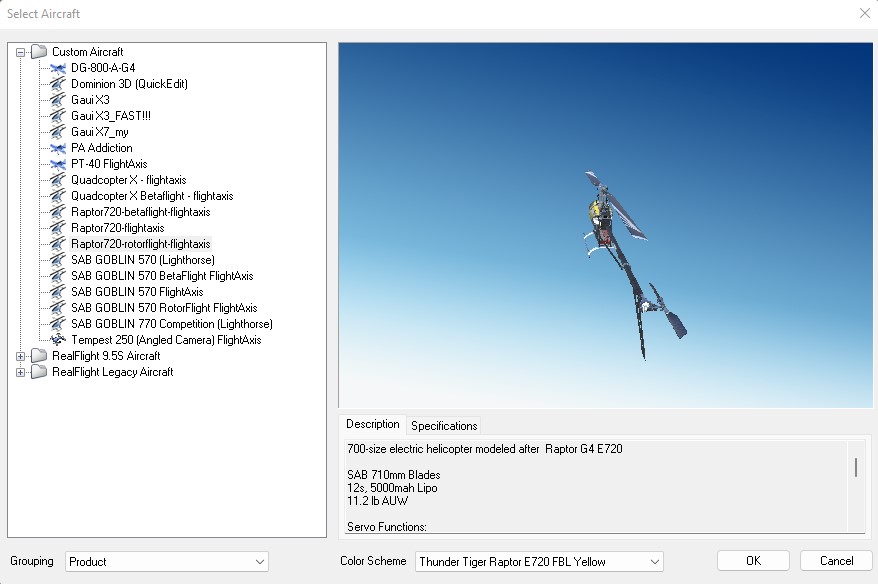 Select Aircraft
Custom Aircraft
DG-800-A-G4
Dominion 3D (QuickEdit)
Gaui X3
Gaui X3_FAST!!!
Gaui X7_my
PA Addiction
PT-40 FlightAxis
Quadcopter X - flightaxis
Quadcopter X Betaflight - flightaxis
Raptor720-betaflight-flightaxis
Raptor720-flightaxis
Raptor720-rotorflight-flightaxis
SAB GOBLIN 570 (Lighthorse)
SAB GOBLIN 570 BetaFlight FlightAxis
SAB GOBLIN 570 FlightAxis
SAB GOBLIN 570 RotorFlight FlightAxis
SAB GOBLIN 770 Competition (Lighthorse)
Tempest 250 (Angled Camera) FlightAxis
RealFlight 9.5S Aircraft
RealFlight Legacy Aircraft
Description Specifications
700-size electric helicopter modeled after Raptor G4 E720
SAB 710mm Blades
12s, 5000mah Lipo
11.2 lb AUW
Servo Functions:
Grouping Product Color Scheme Thunder Tiger Raptor E720 FBL Yellow OK Cancel